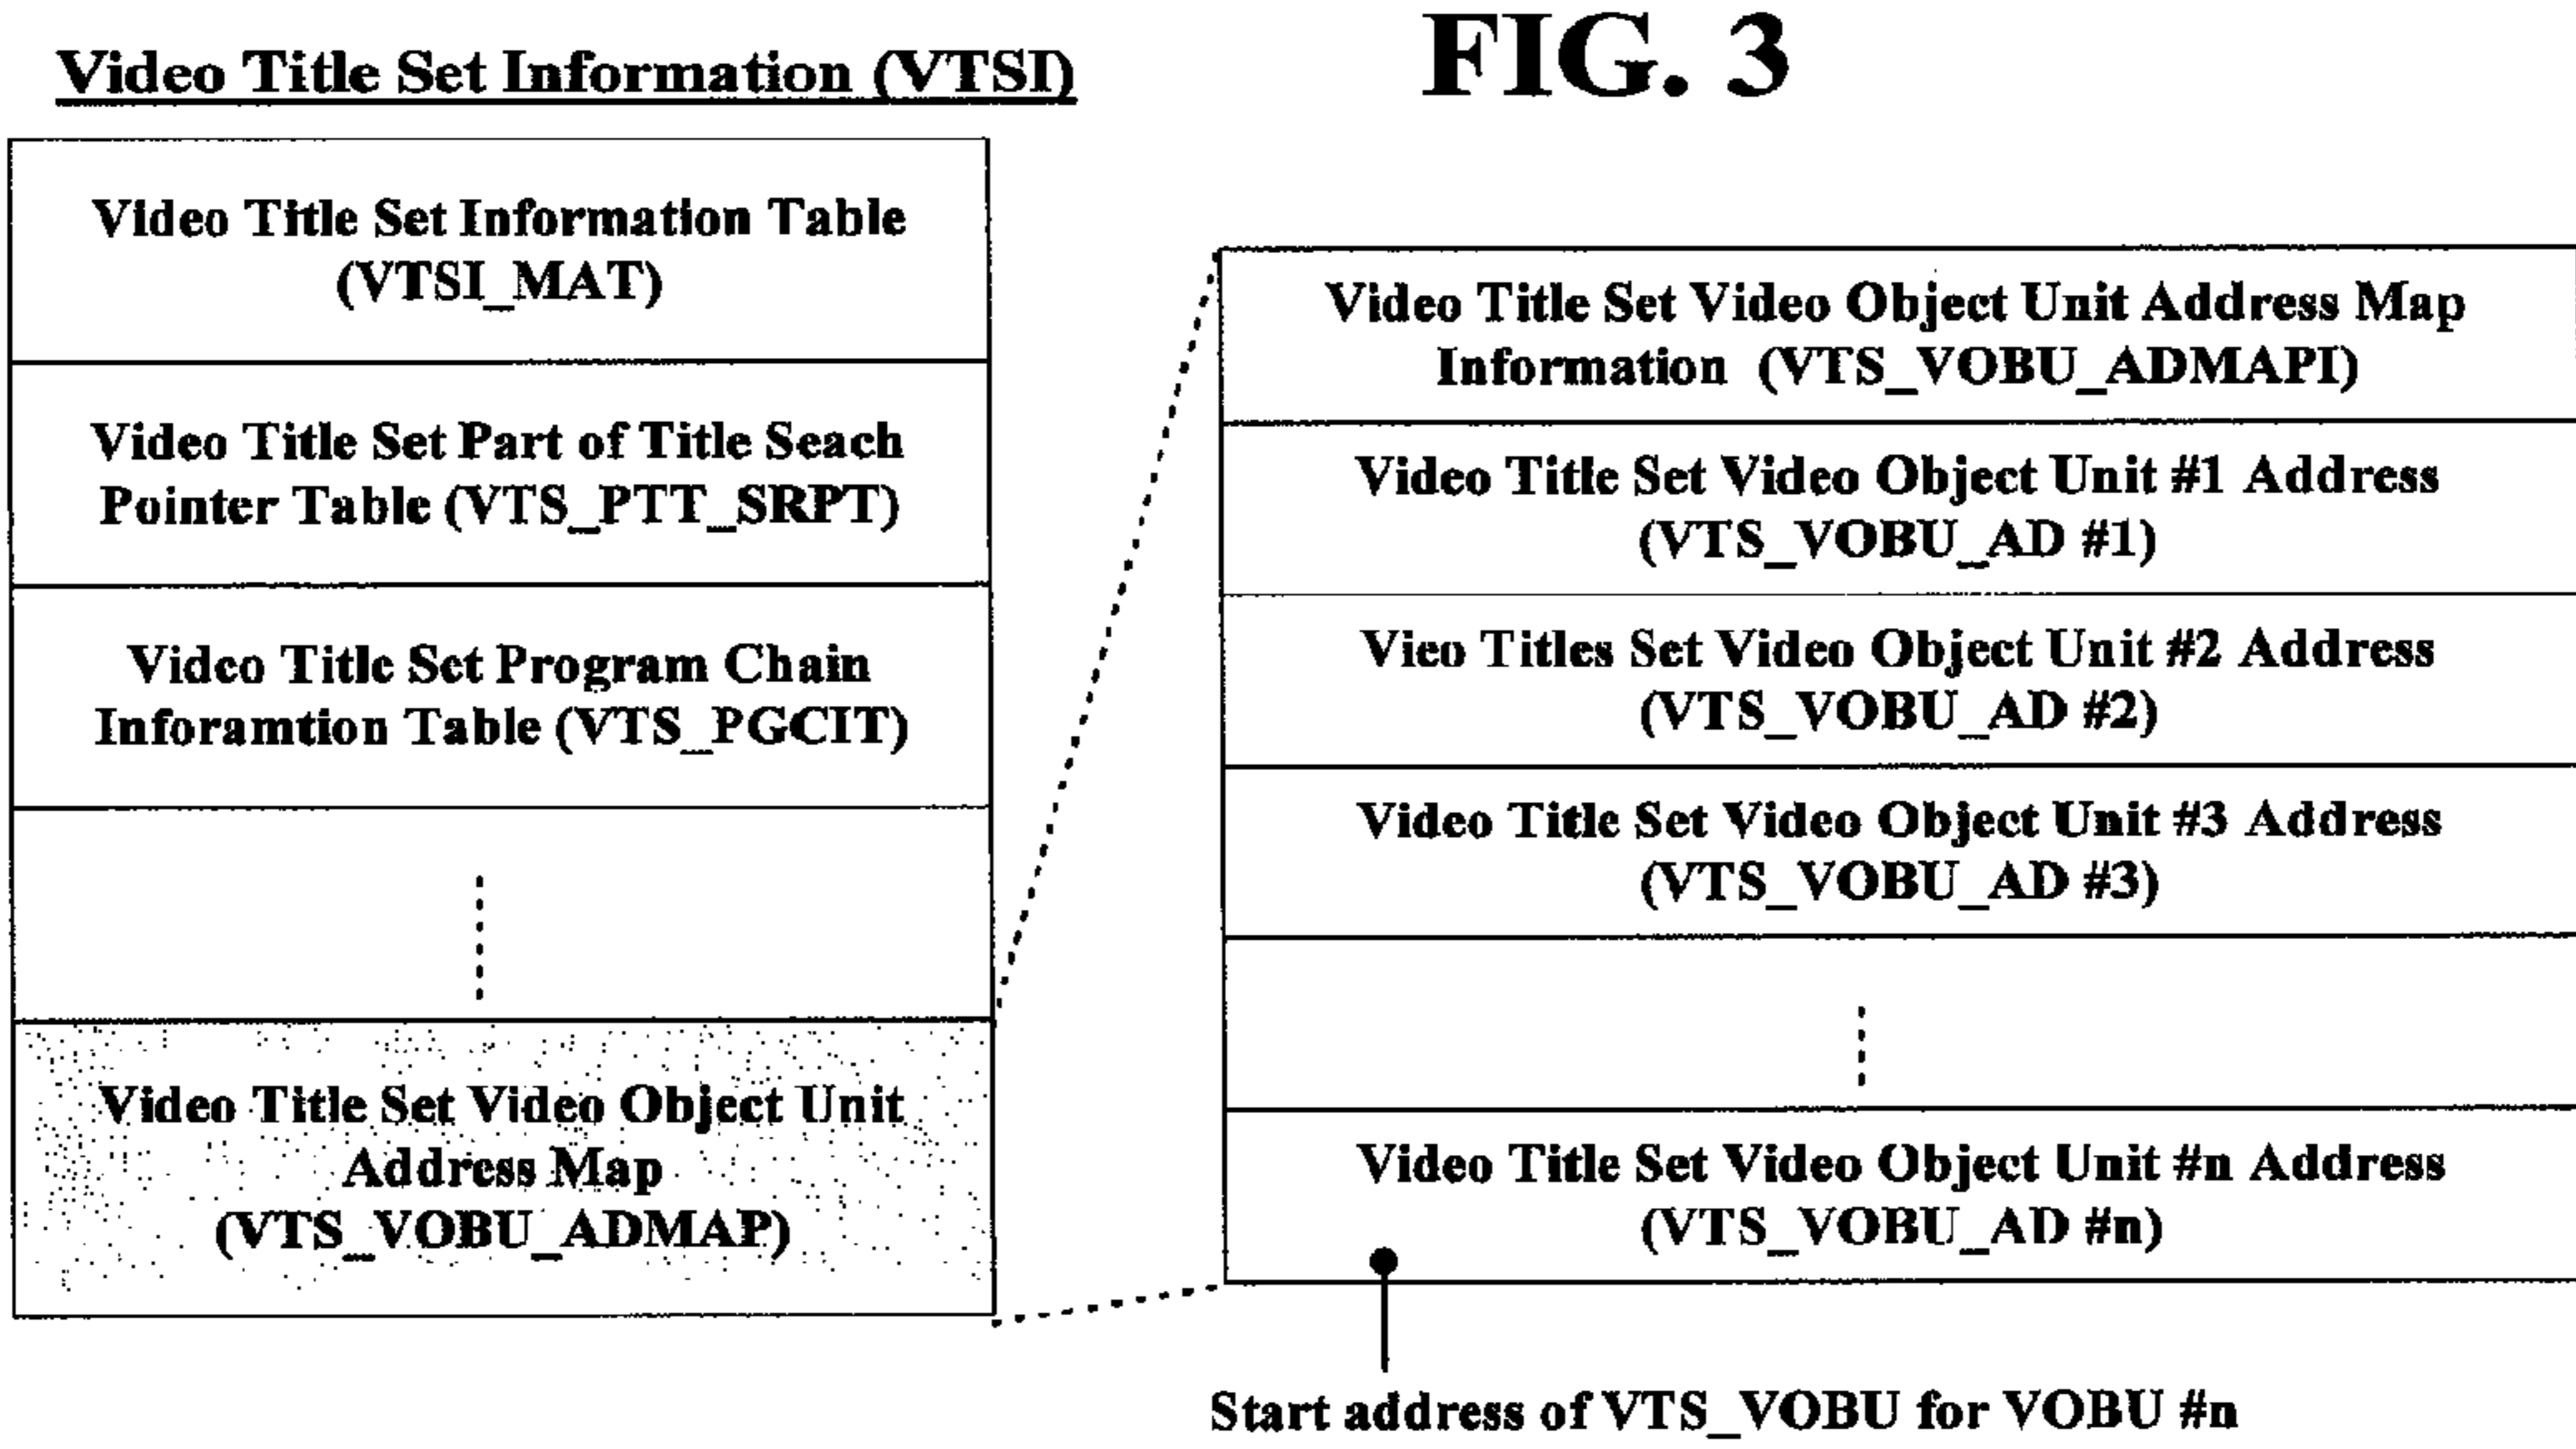 FIG. 3
Video Title Set Information (VTSI)
Video Title Set Information Table
(VTSI_MAT)
Video Title Set Part of Title Seach
Pointer Table (VTS_PTT_SRPT)
Video Title Set Program Chain
Inforamtion Table (VTS_PGCIT)
Video Title Set Video Object Unit
Address Map
(VTS_VOBU_ADMAP)
Video Title Set Video Object Unit Address Map
Information (VTS_VOBU_ADMAPI)
Video Title Set Video Object Unit #1 Address
(VTS_VOBU_AD #1)
Vieo Titles Set Video Object Unit #2 Address
(VTS_VOBU_AD #2)
Video Title Set Video Object Unit #3 Address
(VTS_VOBU_AD #3)
Video Title Set Video Object Unit #n Address
(VTS_VOBU_AD #n)
Start address of VTS_VOBU for VOBU #n